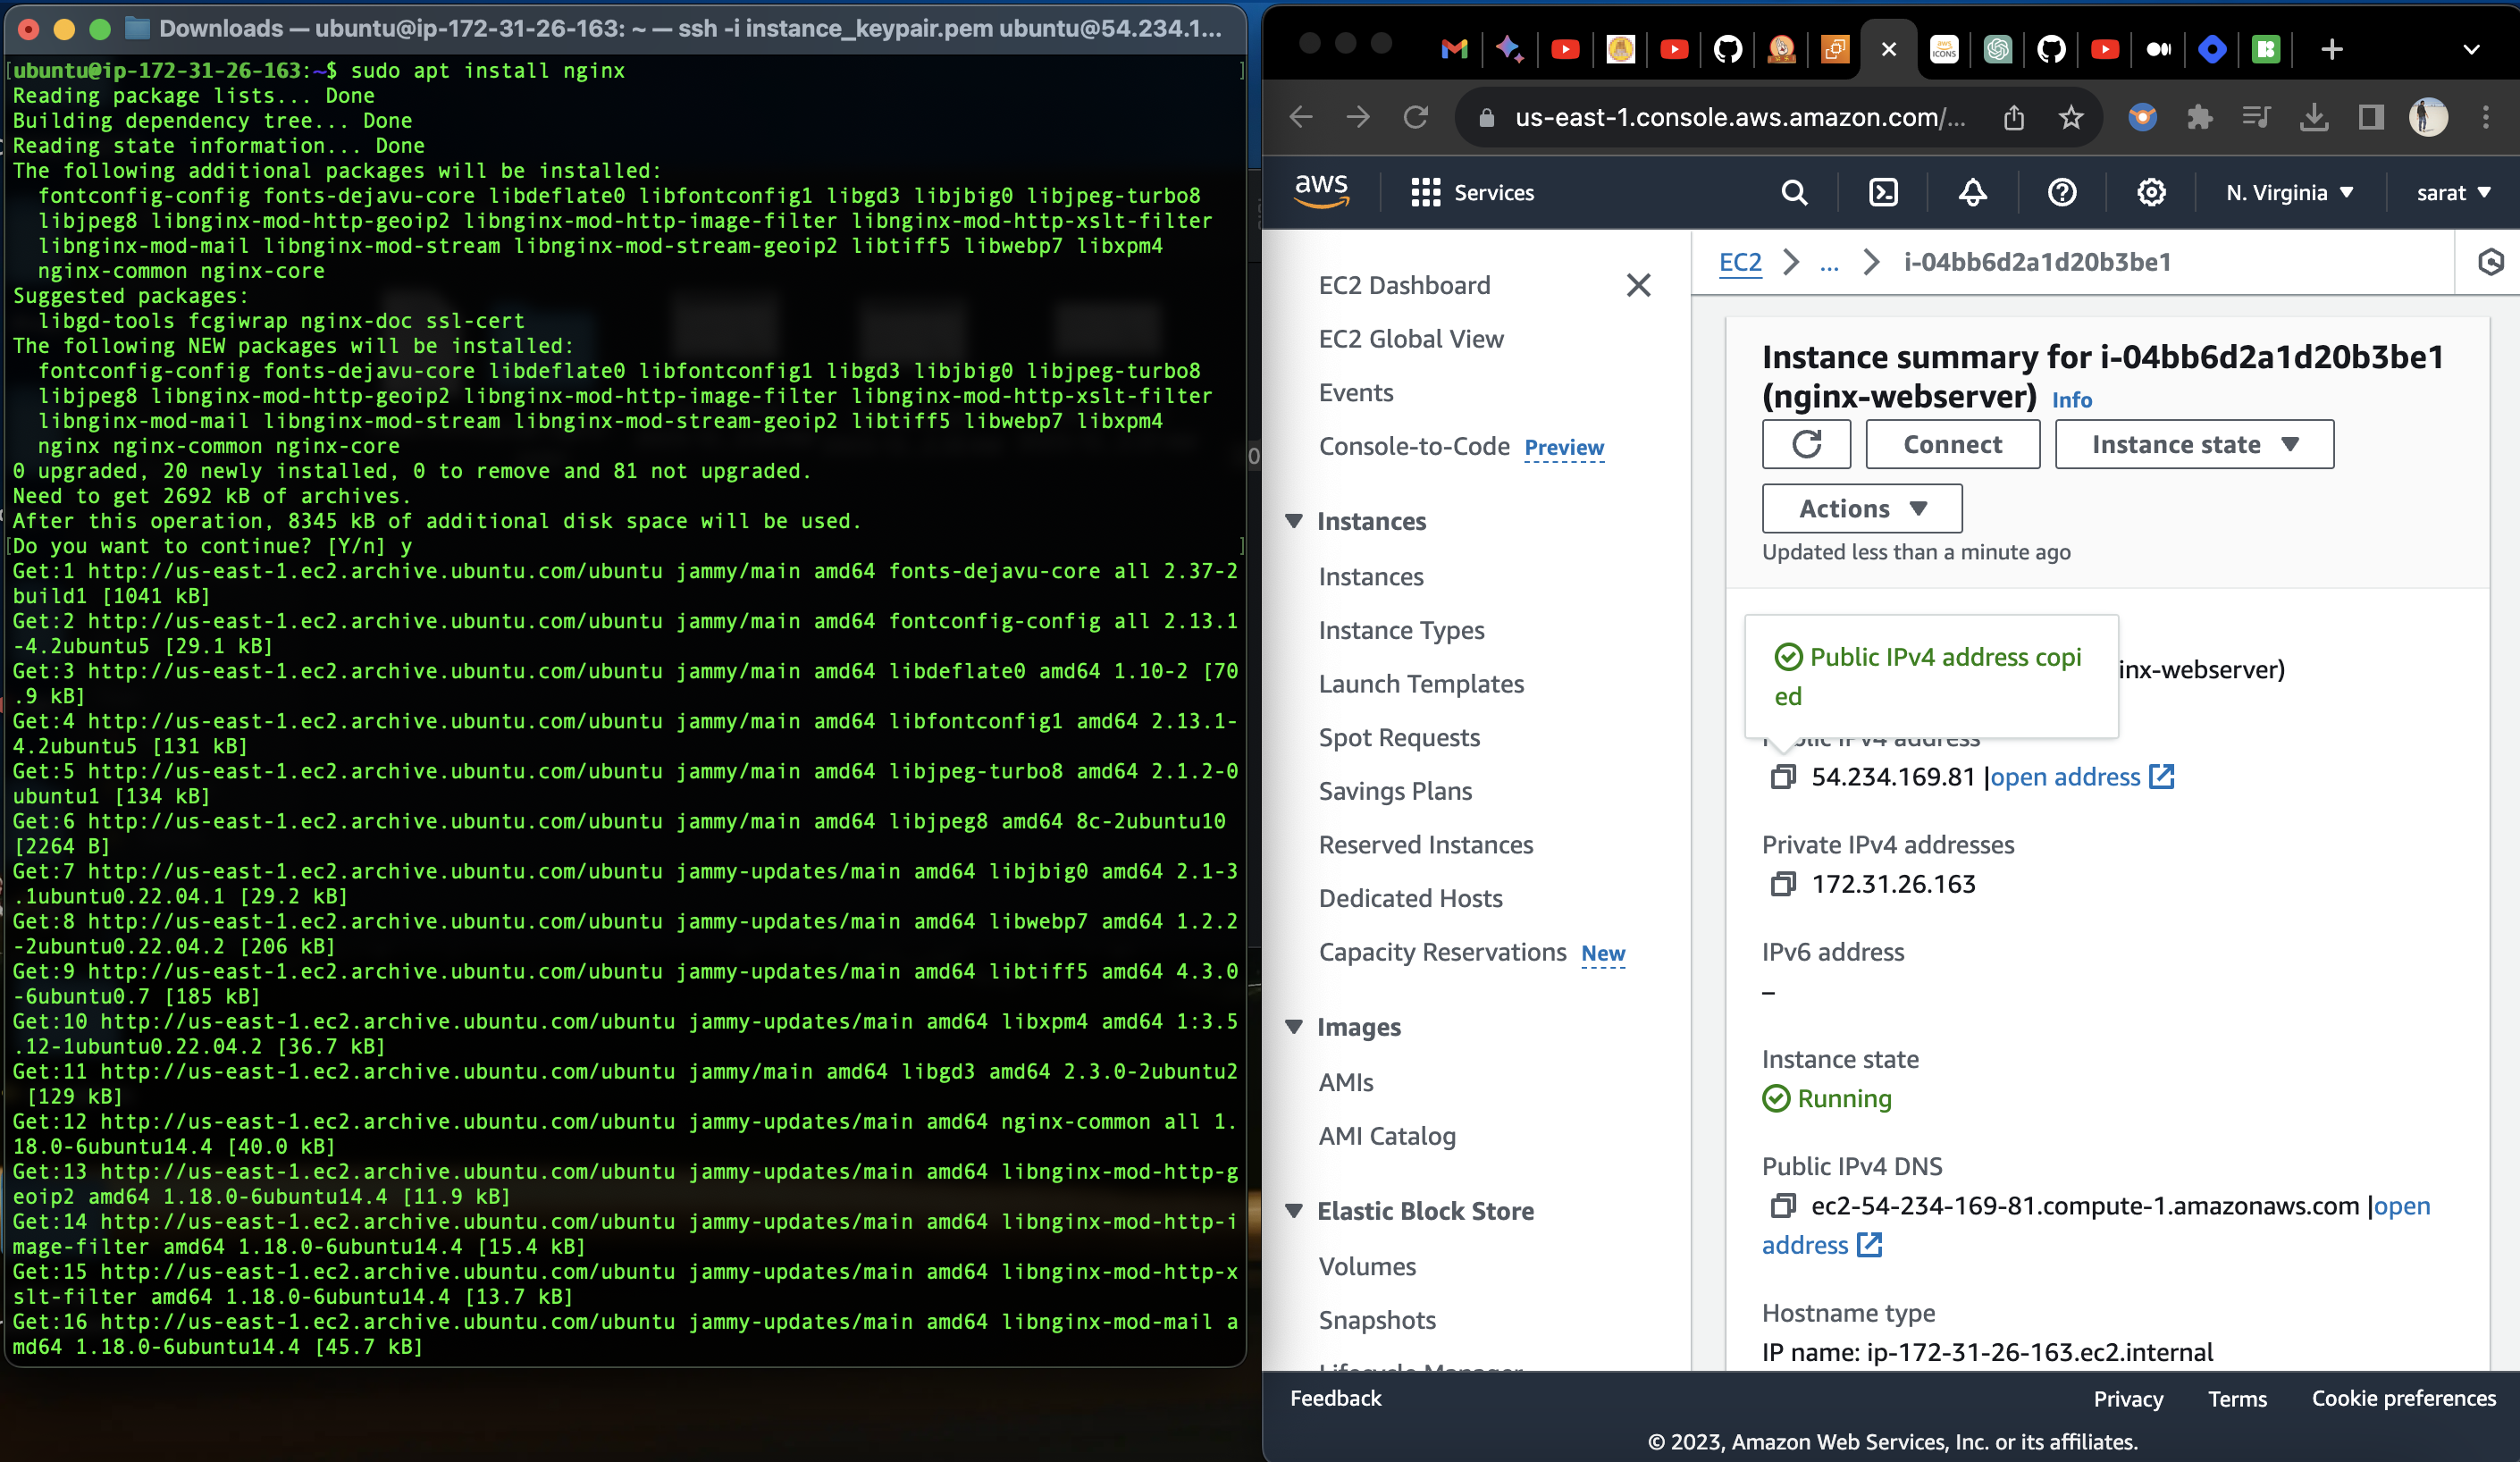 Downloads — ubuntu@ip-172-31-26-163: ~ — ssh -i instance_keypair.pem ubuntu@54.234.1...
[ubuntu@ip-172-31-26-163:~$ sudo apt install nginx ]
Reading package lists... Done
Building dependency tree... Done
Reading state information... Done
The following additional packages will be installed:
fontconfig-config fonts-dejavu-core libdeflate0 libfontconfig1 libgd3 libjbig0 libjpeg-turbo8
libjpeg8 libnginx-mod-http-geoip2 libnginx-mod-http-image-filter libnginx-mod-http-xslt-filter
libnginx-mod-mail libnginx-mod-stream libnginx-mod-stream-geoip2 libtiff5 libwebp7 libxpm4
nginx-common nginx-core
Suggested packages:
libgd-tools fcgiwrap nginx-doc ssl-cert
The following NEW packages will be installed:
fontconfig-config fonts-dejavu-core libdeflate0 libfontconfig1 libgd3 libjbig0 libjpeg-turbo8
libjpeg8 libnginx-mod-http-geoip2 libnginx-mod-http-image-filter libnginx-mod-http-xslt-filter
libnginx-mod-mail libnginx-mod-stream libnginx-mod-stream-geoip2 libtiff5 libwebp7 libxpm4
nginx nginx-common nginx-core
0 upgraded, 20 newly installed, 0 to remove and 81 not upgraded.
Need to get 2692 kB of archives.
After this operation, 8345 kB of additional disk space will be used.
[Do you want to continue? [Y/n] y ]
Get:1 http://us-east-1.ec2.archive.ubuntu.com/ubuntu jammy/main amd64 fonts-dejavu-core all 2.37-2
build1 [1041 kB]
Get:2 http://us-east-1.ec2.archive.ubuntu.com/ubuntu jammy/main amd64 fontconfig-config all 2.13.1
-4.2ubuntu5 [29.1 kB]
Get:3 http://us-east-1.ec2.archive.ubuntu.com/ubuntu jammy/main amd64 libdeflate0 amd64 1.10-2 [70
.9 kB]
Get:4 http://us-east-1.ec2.archive.ubuntu.com/ubuntu jammy/main amd64 libfontconfig1 amd64 2.13.1-
4.2ubuntu5 [131 kB]
Get:5 http://us-east-1.ec2.archive.ubuntu.com/ubuntu jammy/main amd64 libjpeg-turbo8 amd64 2.1.2-0
ubuntu1 [134 kB]
Get:6 http://us-east-1.ec2.archive.ubuntu.com/ubuntu jammy/main amd64 libjpeg8 amd64 8c-2ubuntu10
[2264 B]
Get:7 http://us-east-1.ec2.archive.ubuntu.com/ubuntu jammy-updates/main amd64 libjbig0 amd64 2.1-3
.1ubuntu0.22.04.1 [29.2 kB]
Get:8 http://us-east-1.ec2.archive.ubuntu.com/ubuntu jammy-updates/main amd64 libwebp7 amd64 1.2.2
-2ubuntu0.22.04.2 [206 kB]
Get:9 http://us-east-1.ec2.archive.ubuntu.com/ubuntu jammy-updates/main amd64 libtiff5 amd64 4.3.0
-6ubuntu0.7 [185 kB]
Get:10 http://us-east-1.ec2.archive.ubuntu.com/ubuntu jammy-updates/main amd64 libxpm4 amd64 1:3.5
.12-1ubuntu0.22.04.2 [36.7 kB]
Get:11 http://us-east-1.ec2.archive.ubuntu.com/ubuntu jammy/main amd64 libgd3 amd64 2.3.0-2ubuntu2
[129 kB]
Get:12 http://us-east-1.ec2.archive.ubuntu.com/ubuntu jammy-updates/main amd64 nginx-common all 1.
18.0-6ubuntu14.4 [40.0 kB]
Get:13 http://us-east-1.ec2.archive.ubuntu.com/ubuntu jammy-updates/main amd64 libnginx-mod-http-g
eoip2 amd64 1.18.0-6ubuntu14.4 [11.9 kB]
Get:14 http://us-east-1.ec2.archive.ubuntu.com/ubuntu jammy-updates/main amd64 libnginx-mod-http-i
mage-filter amd64 1.18.0-6ubuntu14.4 [15.4 kB]
Get:15 http://us-east-1.ec2.archive.ubuntu.com/ubuntu jammy-updates/main amd64 libnginx-mod-http-x
slt-filter amd64 1.18.0-6ubuntu14.4 [13.7 kB]
Get:16 http://us-east-1.ec2.archive.ubuntu.com/ubuntu jammy-updates/main amd64 libnginx-mod-mail a
md64 1.18.0-6ubuntu14.4 [45.7 kB]
us-east-1.console.aws.amazon.com/...
aws
Services
N. Virginia
sarat
EC2 Dashboard
EC2 Global View
Events
Console-to-Code Preview
Instances
Instances
Instance Types
Launch Templates
Spot Requests
Savings Plans
Reserved Instances
Dedicated Hosts
Capacity Reservations New
Images
AMIs
AMI Catalog
Elastic Block Store
Volumes
Snapshots
Lifecycle Manager
EC2 > ... > i-04bb6d2a1d20b3be1
Instance summary for i-04bb6d2a1d20b3be1
(nginx-webserver) Info
Connect
Instance state
Actions
Updated less than a minute ago
Public IPv4 address copi
ed
inx-webserver)
Public IPv4 address
54.234.169.81 |open address
Private IPv4 addresses
172.31.26.163
IPv6 address
–
Instance state
Running
Public IPv4 DNS
ec2-54-234-169-81.compute-1.amazonaws.com |open
address
Hostname type
IP name: ip-172-31-26-163.ec2.internal
Feedback
Privacy
Terms
Cookie preferences
© 2023, Amazon Web Services, Inc. or its affiliates.